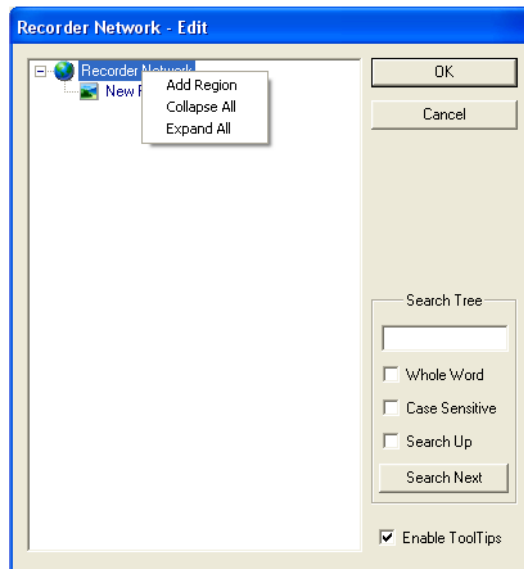 Recorder Network - Edit
Recorder Network
New
Add Region
Collapse All
Expand All
OK
Cancel
Search Tree
Whole Word
Case Sensitive
Search Up
Search Next
Enable ToolTips